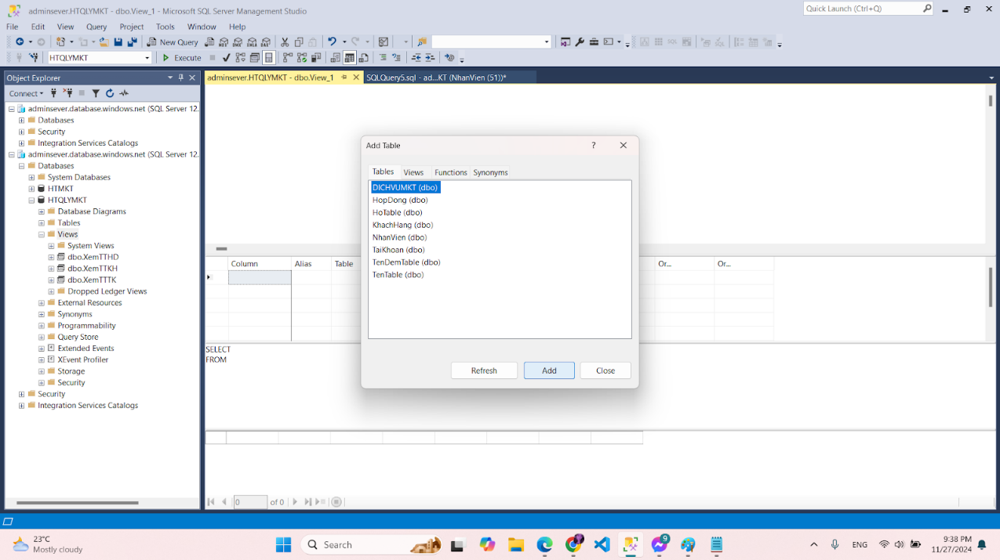 adminsever.HTQLYMKT - dbo.View_1 - Microsoft SQL Server Management Studio
Quick Launch (Ctrl+Q)
File Edit View Query Project Tools Window Help
New Query
HTQLYMKT Execute
Object Explorer
adminsever.HTQLYMKT - dbo.View_1
SQLQuery5.sql - ad...KT (NhanVien (51))*
Connect
adminsever.database.windows.net (SQL Server 12.
Databases
Security
Integration Services Catalogs
adminsever.database.windows.net (SQL Server 12.
Databases
System Databases
HTMKT
HTQLYMKT
Database Diagrams
Tables
Views
System Views
dbo.XemTTHD
dbo.XemTTKH
dbo.XemTTTK
Dropped Ledger Views
External Resources
Synonyms
Programmability
Query Store
Extended Events
XEvent Profiler
Storage
Security
Security
Integration Services Catalogs
Add Table
?
Tables Views Functions Synonyms
DICHVUMKT (dbo)
HopDong (dbo)
HoTable (dbo)
KhachHang (dbo)
NhanVien (dbo)
TaiKhoan (dbo)
TenDemTable (dbo)
TenTable (dbo)
Refresh Add Close
Column Alias Table Or... Or...
SELECT
FROM
0 of 0
23°C
Mostly cloudy
Search
9
ENG
9:38 PM
11/27/2024